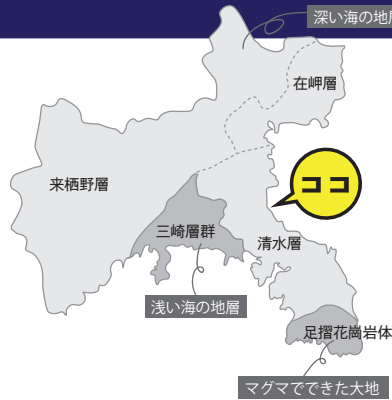 深い海の地
在岬層
ココ
来栖野層
三崎層群
清水層
浅い海の地層
足摺花崗岩体
マグマでできた大地